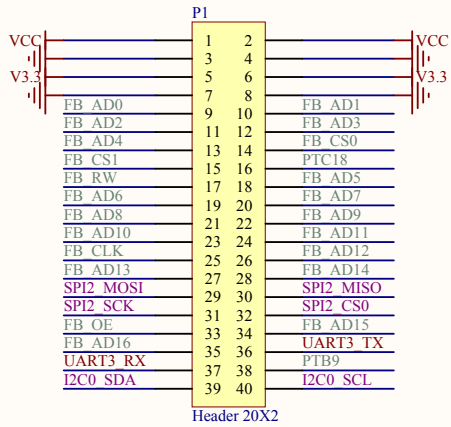 P1
VCC 1 2 VCC
3 4
V3.3 5 6 V3.3
7 8
FB_AD0 9 10 FB_AD1
FB_AD2 11 12 FB_AD3
FB_AD4 13 14 FB_CS0
FB_CS1 15 16 PTC18
FB_RW 17 18 FB_AD5
FB_AD6 19 20 FB_AD7
FB_AD8 21 22 FB_AD9
FB_AD10 23 24 FB_AD11
FB_CLK 25 26 FB_AD12
FB_AD13 27 28 FB_AD14
SPI2_MOSI 29 30 SPI2_MISO
SPI2_SCK 31 32 SPI2_CS0
FB_OE 33 34 FB_AD15
FB_AD16 35 36 UART3_TX
UART3_RX 37 38 PTB9
I2C0_SDA 39 40 I2C0_SCL
Header 20X2